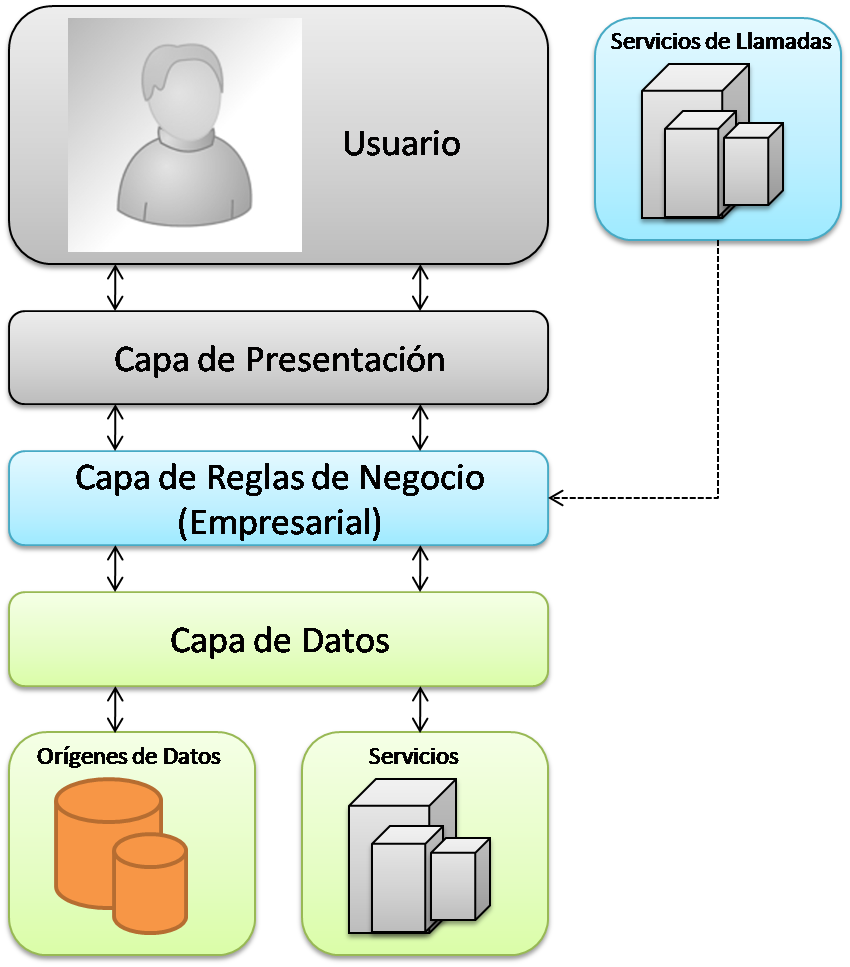 Usuario
Servicios de Llamadas
Capa de Presentación
Capa de Reglas de Negocio
(Empresarial)
Capa de Datos
Orígenes de Datos
Servicios